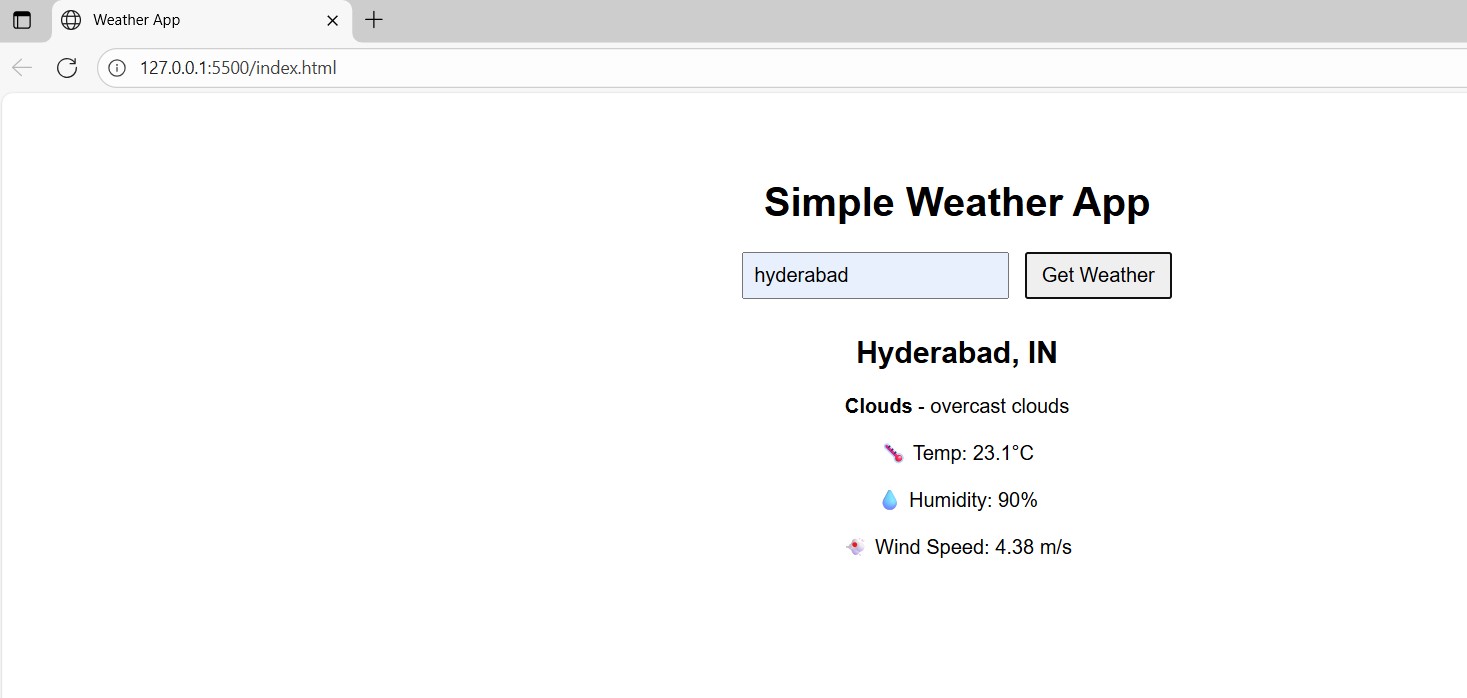 Weather App
127.0.0.1:5500/index.html
Simple Weather App
hyderabad Get Weather
Hyderabad, IN
Clouds - overcast clouds
🌡️ Temp: 23.1°C
💧 Humidity: 90%
Wind Speed: 4.38 m/s